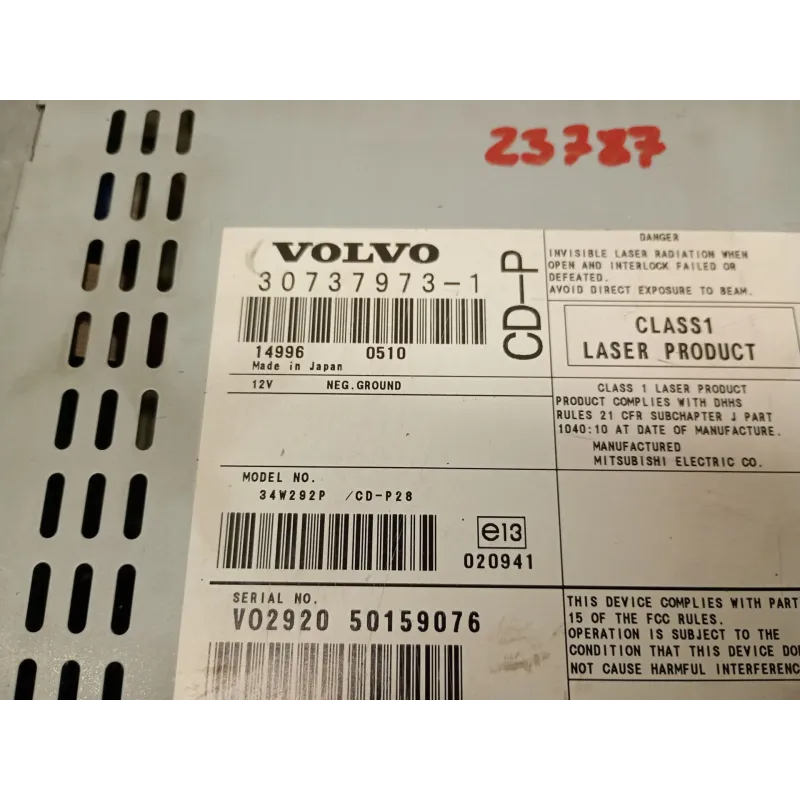 23787
VOLVO
30737973-1
CD-P
14996 0510
Made in Japan
12V NEG.GROUND
MODEL NO.
34W292P /CD-P28
e13
020941
SERIAL NO.
VO2920 50159076
DANGER
INVISIBLE LASER RADIATION WHEN
OPEN AND INTERLOCK FAILED OR
DEFEATED.
AVOID DIRECT EXPOSURE TO BEAM.
CLASS1
LASER PRODUCT
CLASS 1 LASER PRODUCT
PRODUCT COMPLIES WITH DHHS
RULES 21 CFR SUBCHAPTER J PART
1040:10 AT DATE OF MANUFACTURE.
MANUFACTURED
MITSUBISHI ELECTRIC CO.
THIS DEVICE COMPLIES WITH PART
15 OF THE FCC RULES.
OPERATION IS SUBJECT TO THE
CONDITION THAT THIS DEVICE DO
NOT CAUSE HARMFUL INTERFERENC